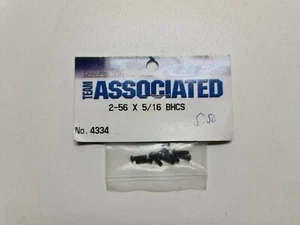 TEAM ASSOCIATED
2-56 X 5/16 BHCS
5.50
No. 4334